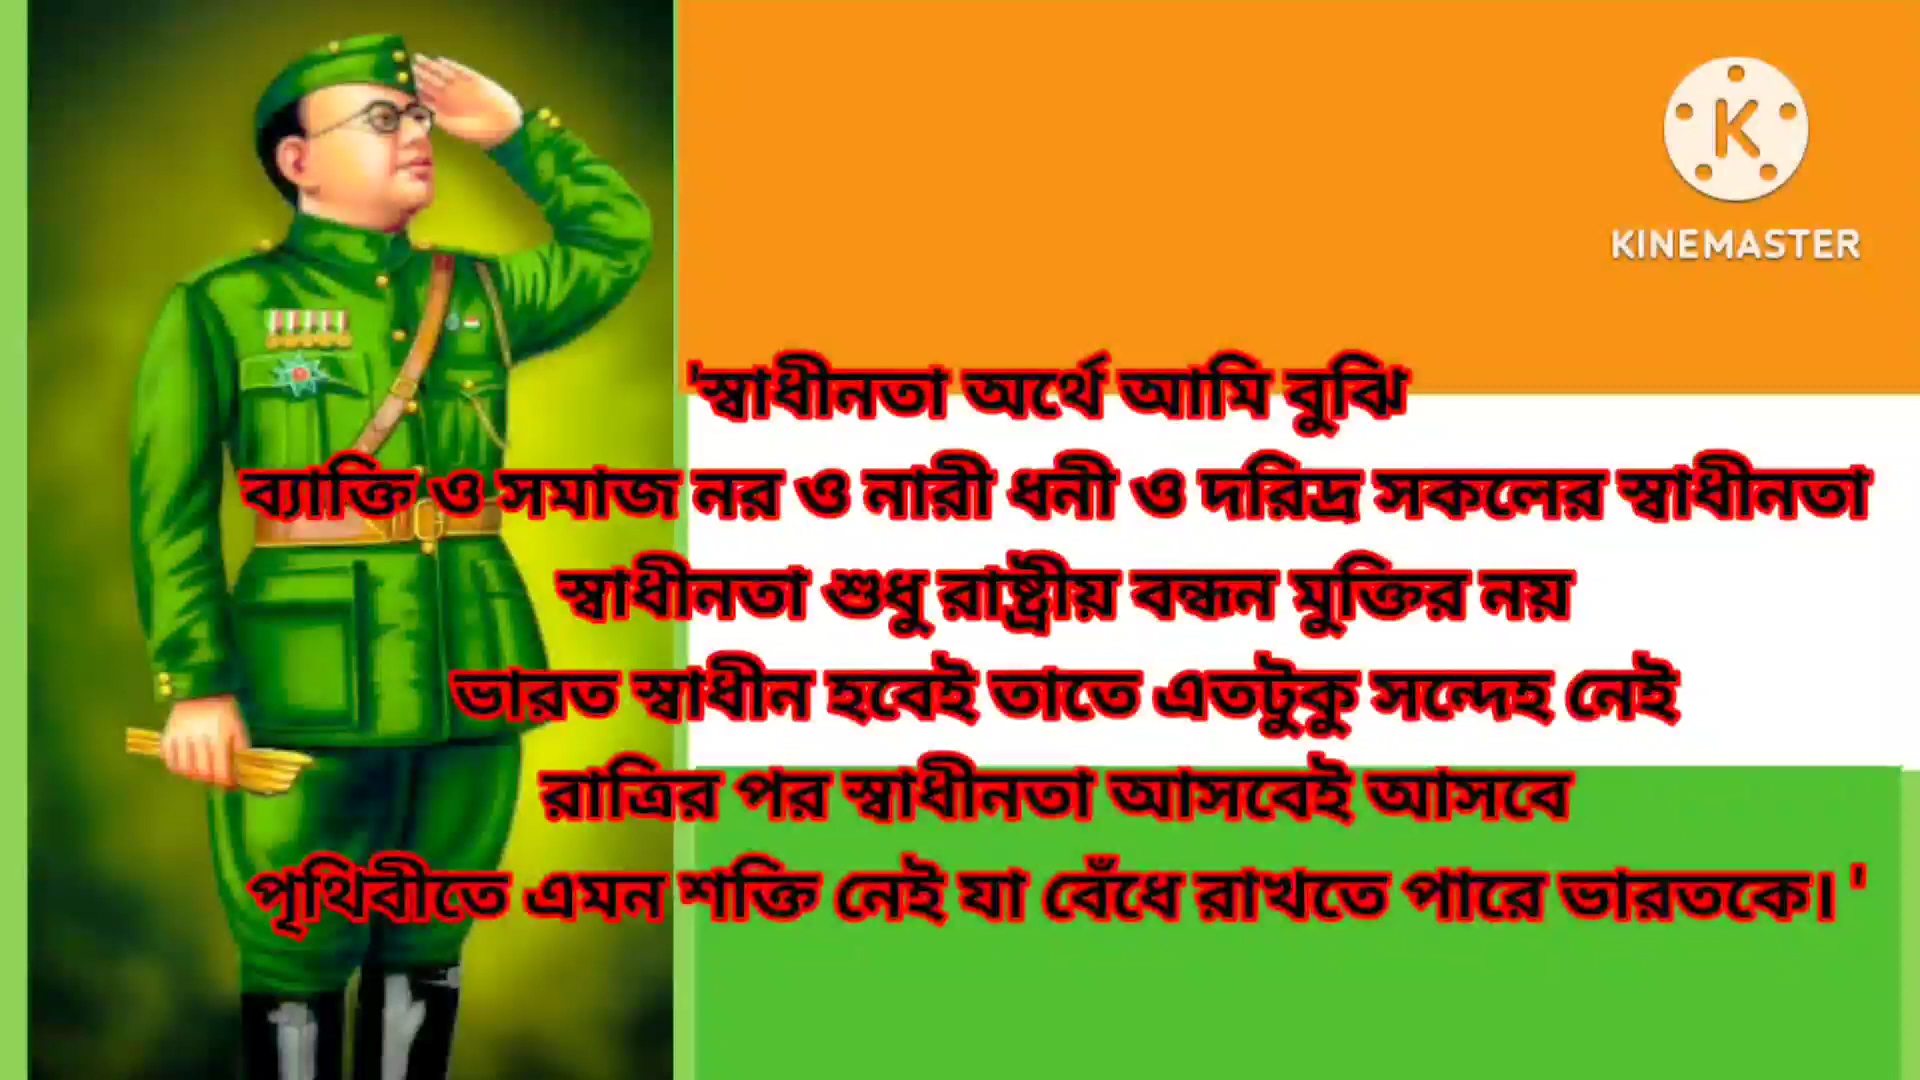 K
KINEMASTER
'স্বাধীনতা অর্থে আমি বুঝি
ব্যাক্তি ও সমাজ নর ও নারী ধনী ও দরিদ্র সকলের স্বাধীনতা
স্বাধীনতা শুধু রাষ্ট্রীয় বন্ধন মুক্তির নয়
ভারত স্বাধীন হবেই তাতে এতটুকু সন্দেহ নেই
রাত্রির পর স্বাধীনতা আসবেই আসবে
পৃথিবীতে এমন শক্তি নেই যা বেঁধে রাখতে পারে ভারতকে। '